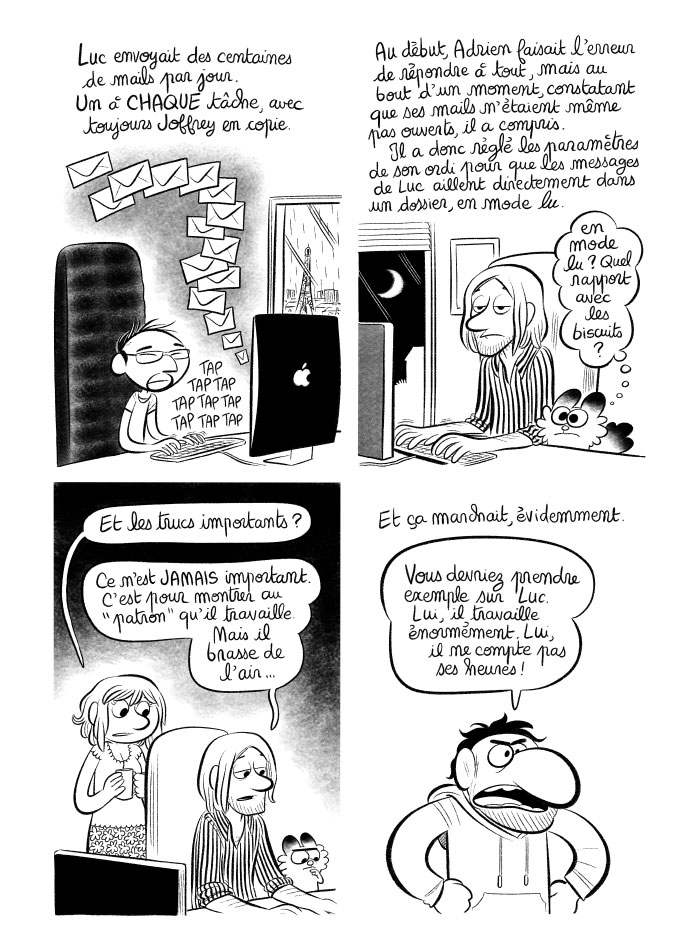 Luc envoyait des centaines
de mails par jour.
Un à CHAQUE tâche, avec
toujours Joffrey en copie.
TAP
TAP TAP
TAP TAP TAP
TAP TAP TAP
Au début, Adrien faisait l'erreur
de répondre à tout, mais au
bout d'un moment, constatant
que ses mails n'étaient même
pas ouverts, il a compris.
Il a donc réglé les paramètres
de son ordi pour que les messages
de Luc aillent directement dans
un dossier, en mode lu.
en
mode
lu ? Quel
rapport
avec
les
biscuits
?
Et les trucs importants ?
Ce n'est JAMAIS important.
C'est pour montrer au
"patron" qu'il travaille.
Mais il
brasse de
l'air...
Et ça marchait, évidemment.
Vous devriez prendre
exemple sur Luc.
Lui, il travaille
énormément. Lui,
il ne compte pas
ses heures !